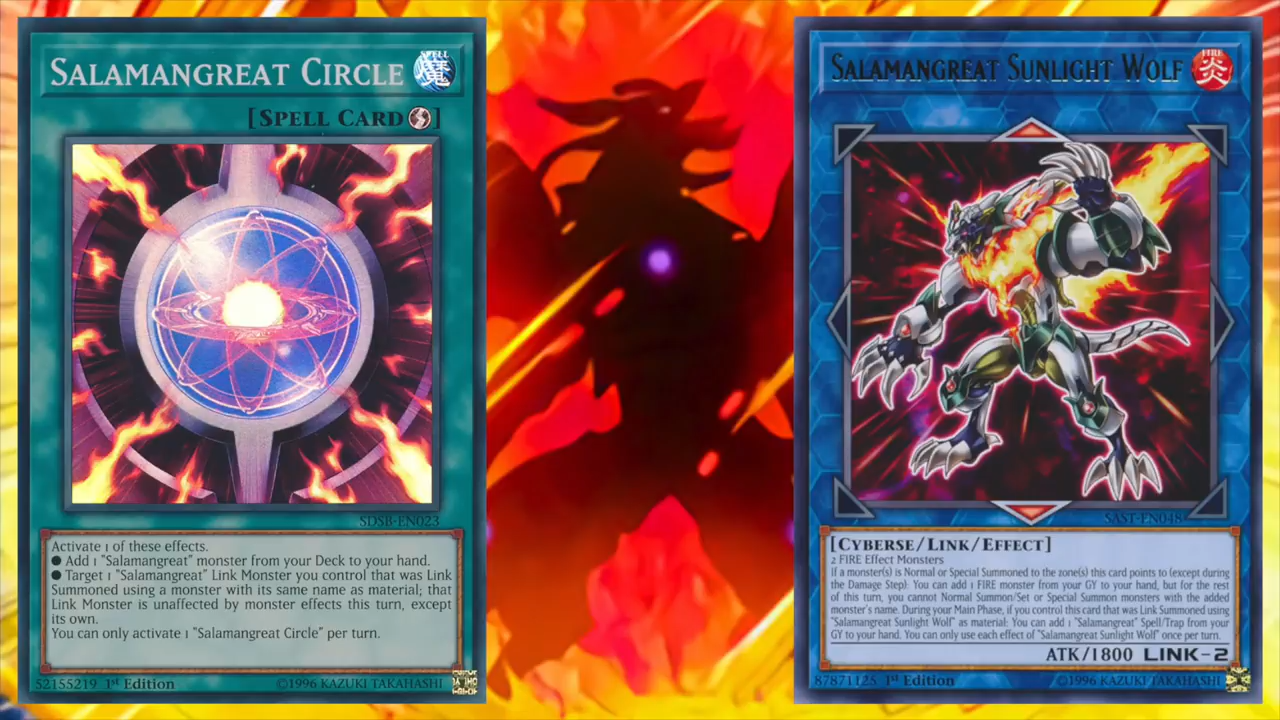 SALAMANGREAT CIRCLE
SPELL
魔
[SPELL CARD]
SDSB-EN023
Activate 1 of these effects.
● Add 1 "Salamangreat" monster from your Deck to your hand.
● Target 1 "Salamangreat" Link Monster you control that was Link
Summoned using a monster with its same name as material; that
Link Monster is unaffected by monster effects this turn, except
its own.
You can only activate 1 "Salamangreat Circle" per turn.
52155219 1st Edition
©1996 KAZUKI TAKAHASHI
SALAMANGREAT SUNLIGHT WOLF
FIRE
炎
SAST-EN048
[CYBERSE/LINK/EFFECT]
2 FIRE Effect Monsters
If a monster(s) is Normal or Special Summoned to the zone(s) this card points to (except during
the Damage Step): You can add 1 FIRE monster from your GY to your hand, but for the rest
of this turn, you cannot Normal Summon/Set or Special Summon monsters with the added
monster's name. During your Main Phase, if you control this card that was Link Summoned using
"Salamangreat Sunlight Wolf" as material: You can add 1 "Salamangreat" Spell/Trap from your
GY to your hand. You can only use each effect of "Salamangreat Sunlight Wolf" once per turn.
ATK/1800 LINK-2
87871125 1st Edition
©1996 KAZUKI TAKAHASHI